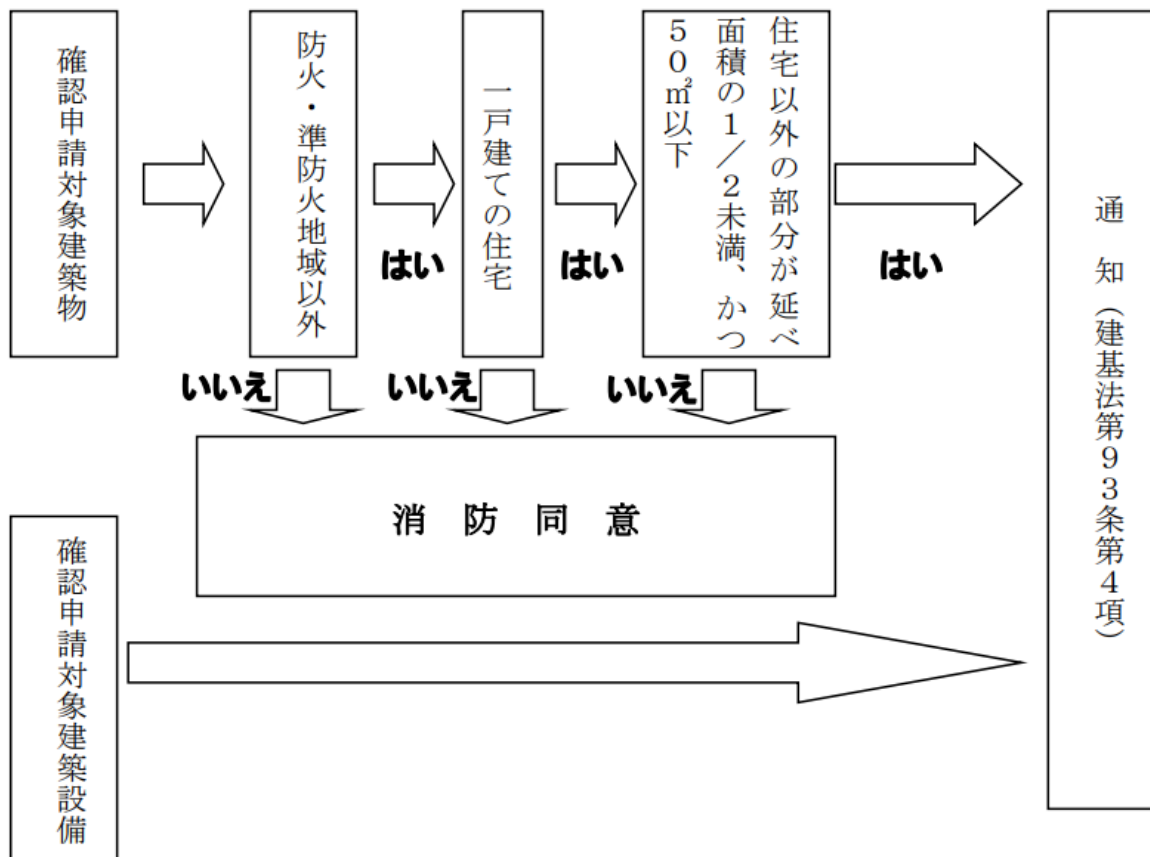 確認申請対象建築物
防火・準防火地域以外
はい
いいえ
一戸建ての住宅
はい
いいえ
住宅以外の部分が延べ
面積の1/2未満、かつ
50㎡以下
はい
いいえ
通　知(建基法第93条第4項)
消　防　同　意
確認申請対象建築設備